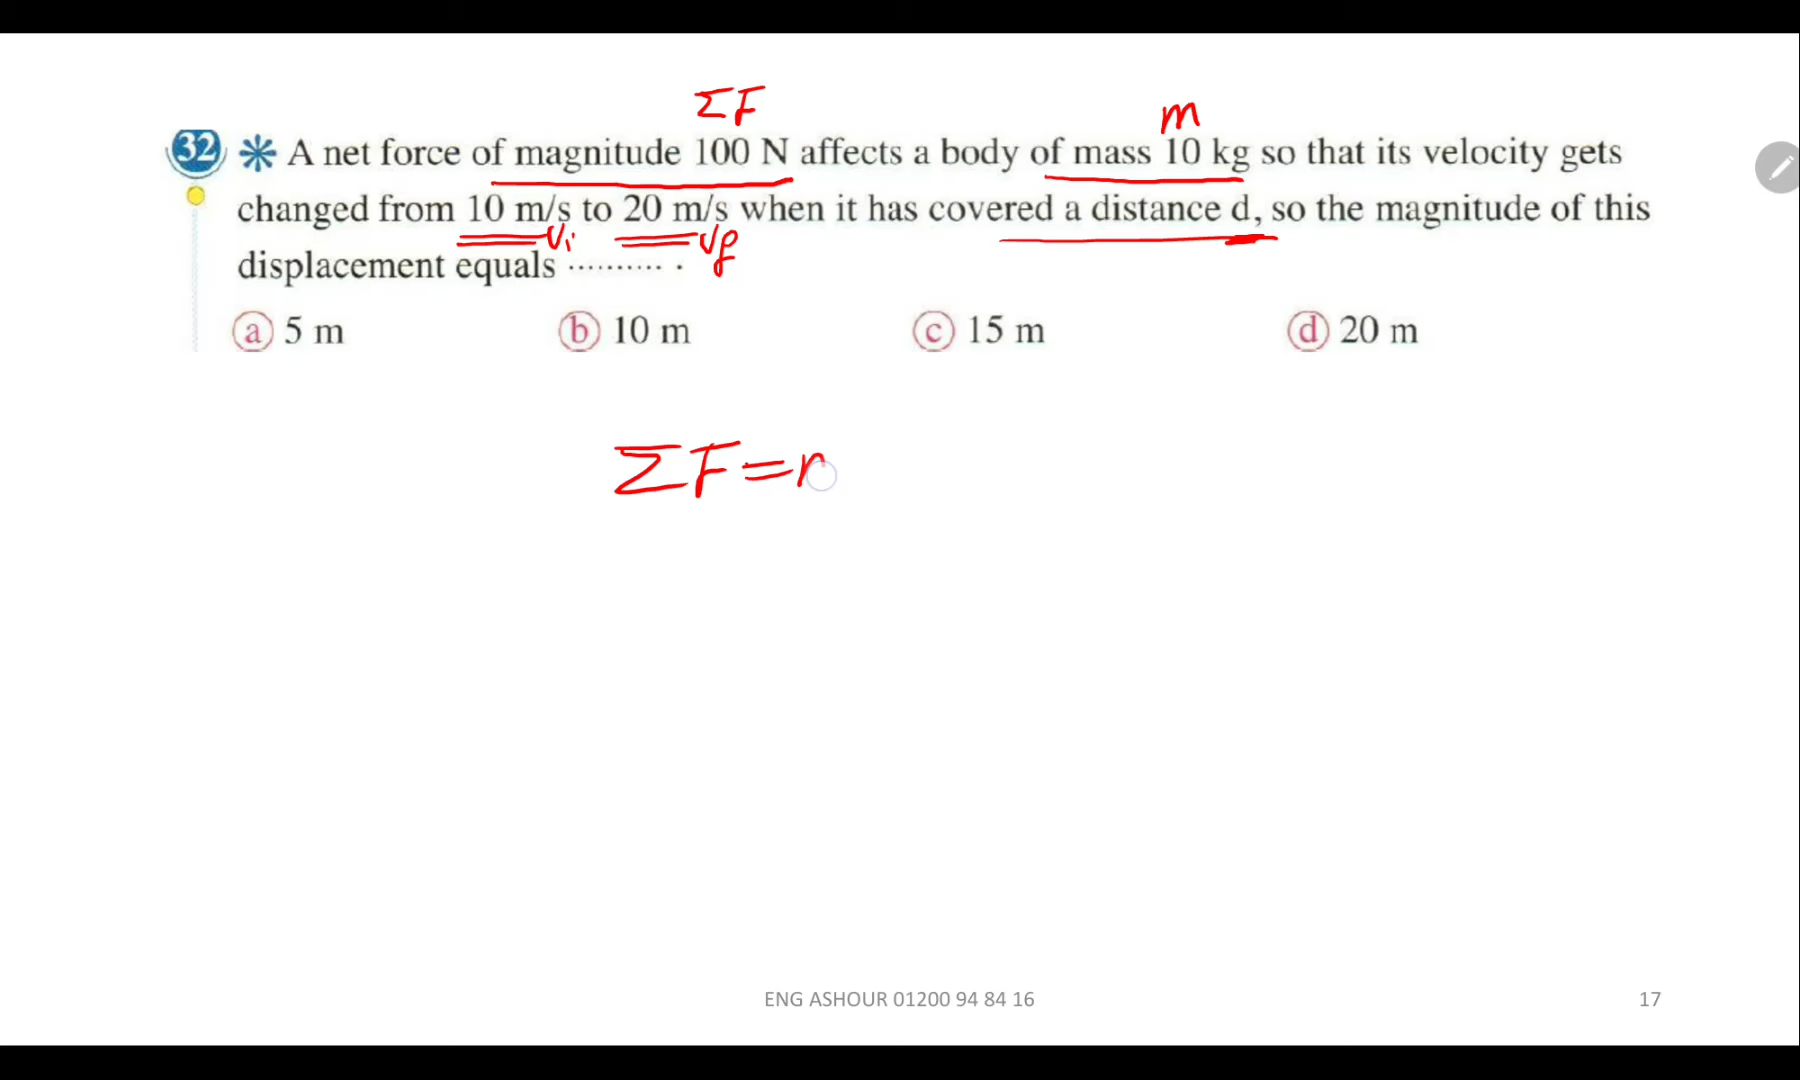 ΣF
m
32 * A net force of magnitude 100 N affects a body of mass 10 kg so that its velocity gets
changed from 10 m/s to 20 m/s when it has covered a distance d, so the magnitude of this
Vi Vf
displacement equals .......... .
a 5 m b 10 m c 15 m d 20 m
ΣF=m
ENG ASHOUR 01200 94 84 16
17